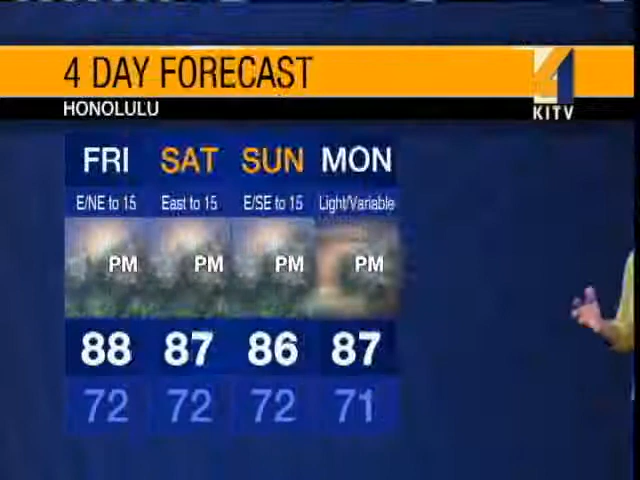 4 DAY FORECAST
HONOLULU
4
KITV
FRI SAT SUN MON
E/NE to 15 East to 15 E/SE to 15 Light/Variable
PM PM PM PM
88 87 86 87
72 72 72 71